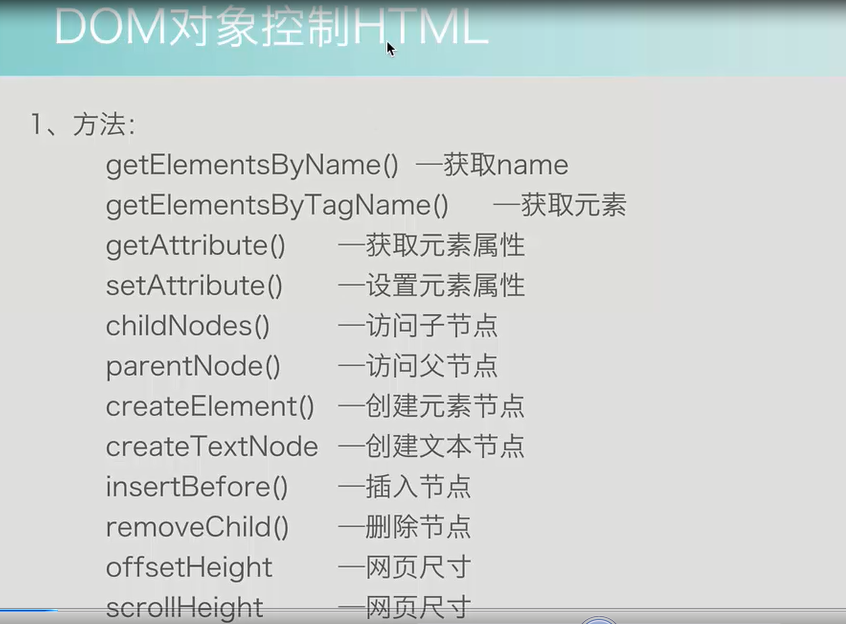 DOM对象控制HTML
1、方法:
getElementsByName() —获取name
getElementsByTagName() —获取元素
getAttribute() —获取元素属性
setAttribute() —设置元素属性
childNodes() —访问子节点
parentNode() —访问父节点
createElement() —创建元素节点
createTextNode —创建文本节点
insertBefore() —插入节点
removeChild() —删除节点
offsetHeight —网页尺寸
scrollHeight —网页尺寸